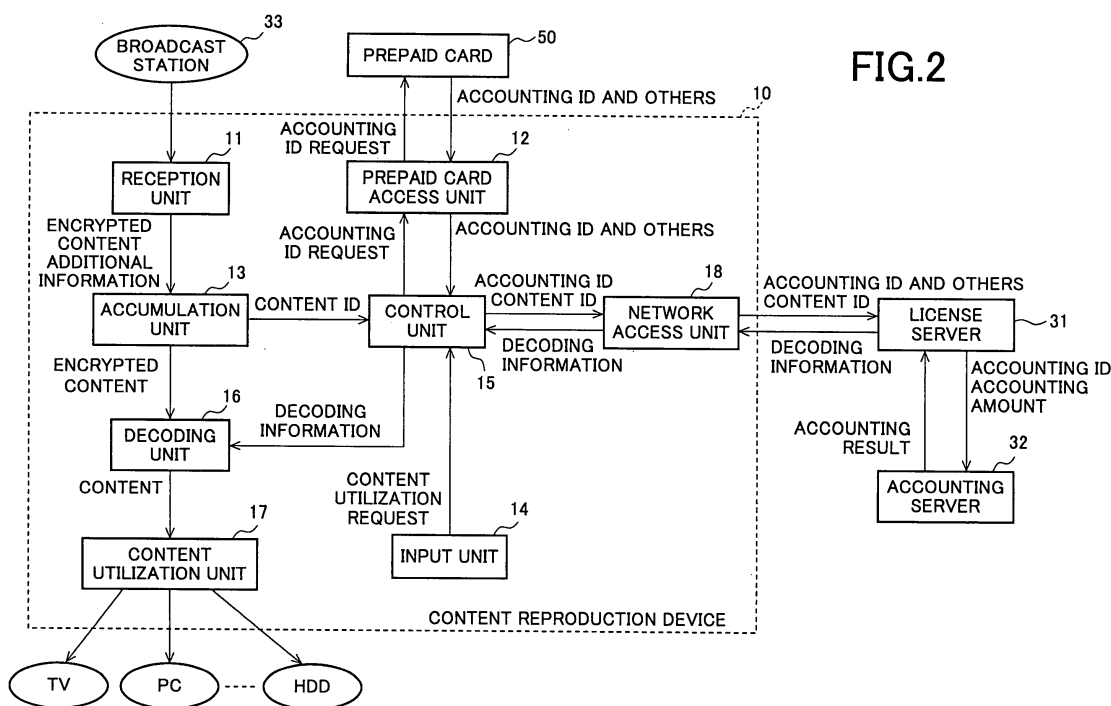 33
BROADCAST
STATION
50
PREPAID CARD
FIG.2
ACCOUNTING ID AND OTHERS
10
ACCOUNTING
ID REQUEST
11
RECEPTION
UNIT
12
PREPAID CARD
ACCESS UNIT
ENCRYPTED
CONTENT
ADDITIONAL
INFORMATION
ACCOUNTING
ID REQUEST
ACCOUNTING ID AND OTHERS
13
ACCUMULATION
UNIT
CONTENT ID
CONTROL
UNIT
15
ACCOUNTING ID
CONTENT ID
DECODING
INFORMATION
18
NETWORK
ACCESS UNIT
ACCOUNTING ID AND OTHERS
CONTENT ID
DECODING
INFORMATION
LICENSE
SERVER
31
ENCRYPTED
CONTENT
16
DECODING
UNIT
DECODING
INFORMATION
ACCOUNTING ID
ACCOUNTING
AMOUNT
ACCOUNTING
RESULT
32
ACCOUNTING
SERVER
CONTENT
CONTENT
UTILIZATION
REQUEST
17
CONTENT
UTILIZATION UNIT
14
INPUT UNIT
CONTENT REPRODUCTION DEVICE
TV
PC
HDD